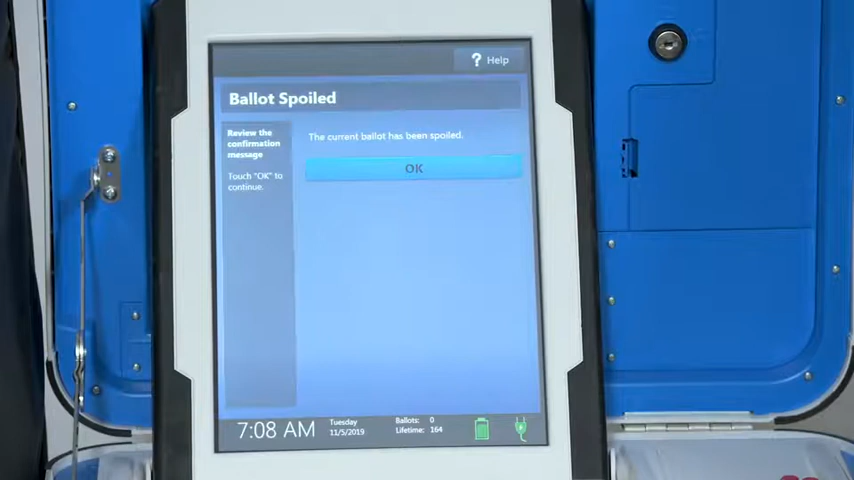 ? Help
Ballot Spoiled
Review the
confirmation
message
Touch "OK" to
continue.
The current ballot has been spoiled.
OK
7:08 AM
Tuesday
11/5/2019
Ballots: 0
Lifetime: 164